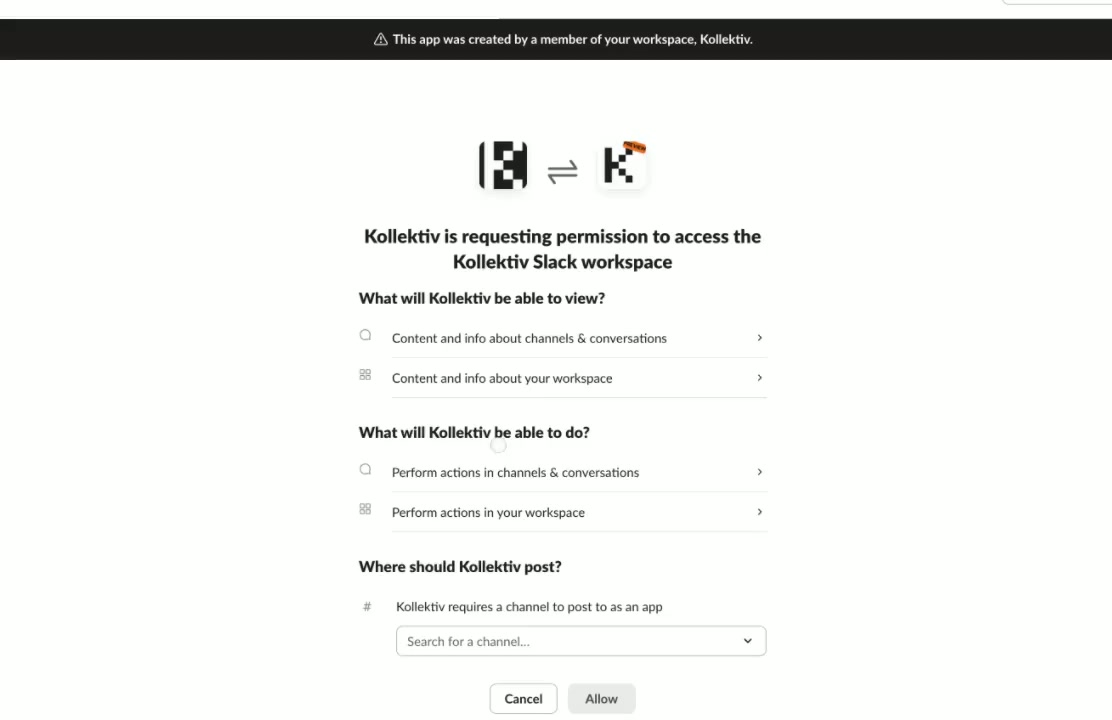 This app was created by a member of your workspace, Kollektiv.
Kollektiv is requesting permission to access the
Kollektiv Slack workspace
What will Kollektiv be able to view?
Content and info about channels & conversations
Content and info about your workspace
What will Kollektiv be able to do?
Perform actions in channels & conversations
Perform actions in your workspace
Where should Kollektiv post?
# Kollektiv requires a channel to post to as an app
Search for a channel...
Cancel Allow